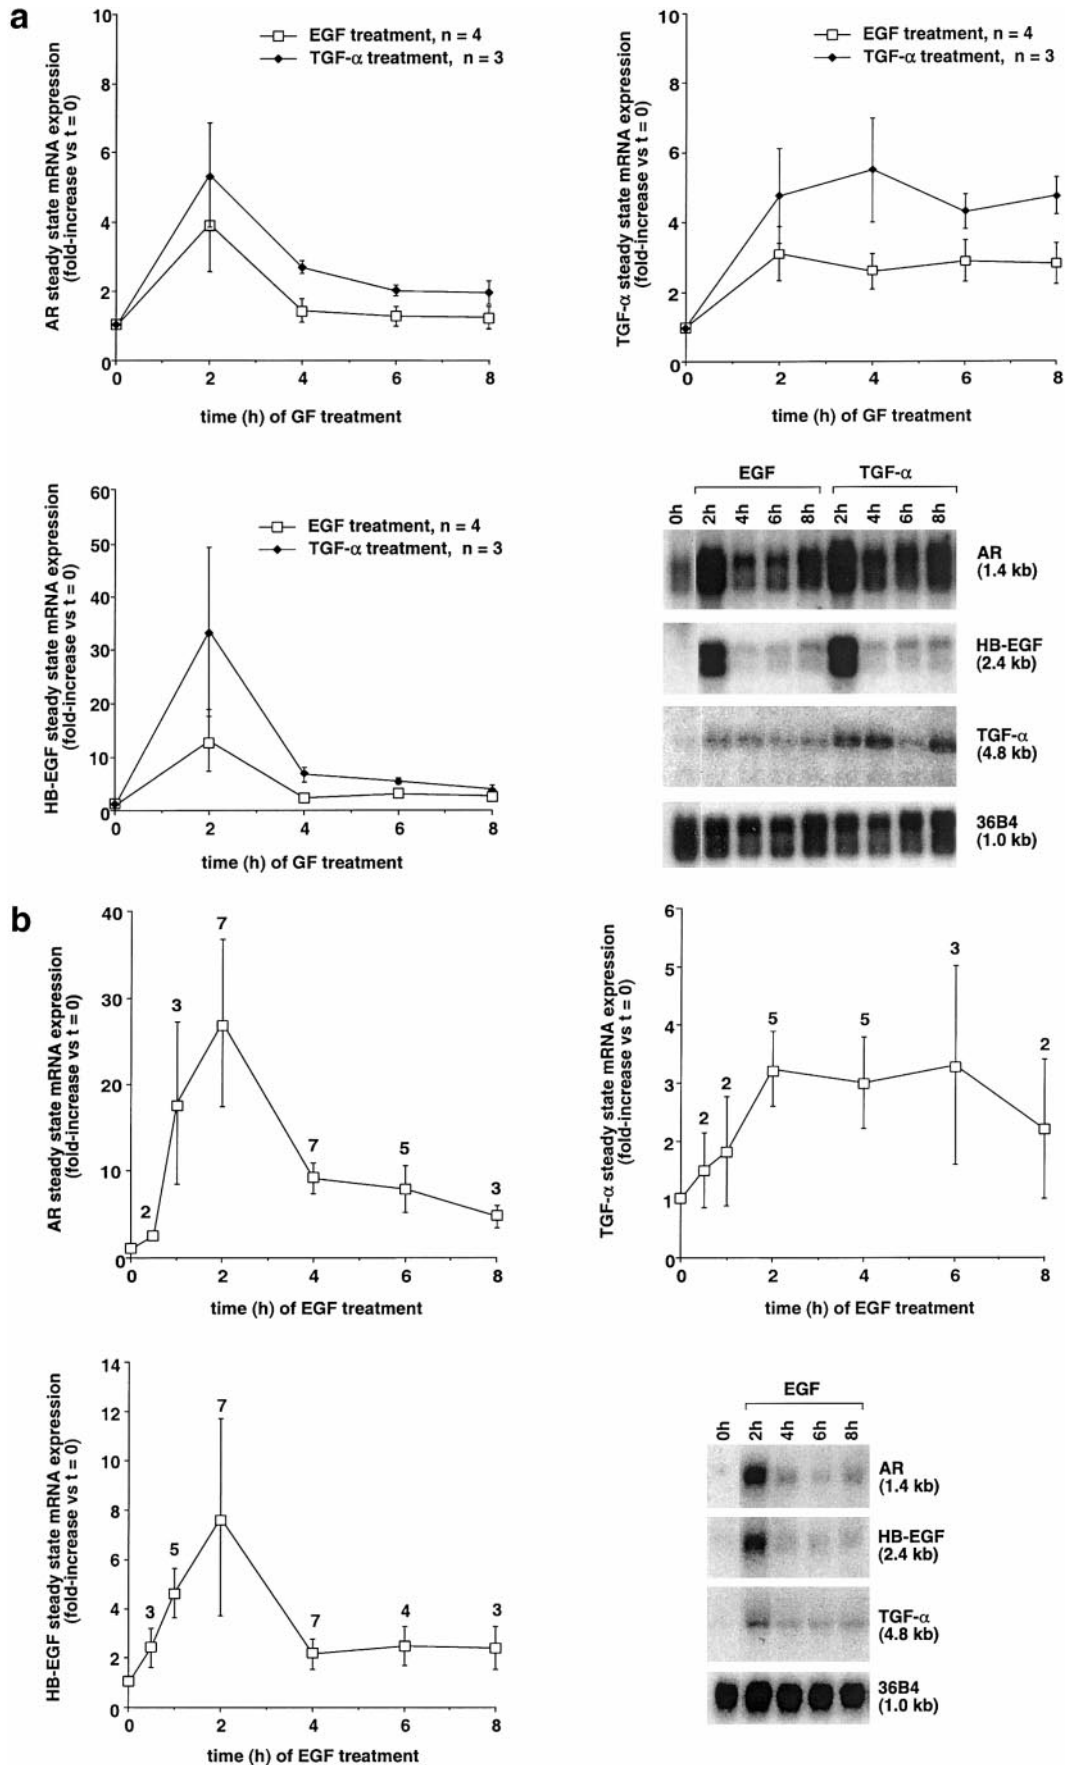 a
AR steady state mRNA expression
(fold-increase vs t = 0)
10
8
6
4
2
0
EGF treatment, n = 4
TGF-α treatment, n = 3
0 2 4 6 8
time (h) of GF treatment
TGF-α steady state mRNA expression
(fold-increase vs t = 0)
10
8
6
4
2
0
EGF treatment, n = 4
TGF-α treatment, n = 3
0 2 4 6 8
time (h) of GF treatment
HB-EGF steady state mRNA expression
(fold-increase vs t = 0)
60
50
40
30
20
10
0
EGF treatment, n = 4
TGF-α treatment, n = 3
0 2 4 6 8
time (h) of GF treatment
EGF TGF-α
0h 2h 4h 6h 8h 2h 4h 6h 8h
AR
(1.4 kb)
HB-EGF
(2.4 kb)
TGF-α
(4.8 kb)
36B4
(1.0 kb)
b
AR steady state mRNA expression
(fold-increase vs t = 0)
40
30
20
10
0
2 3 7 7 5 3
0 2 4 6 8
time (h) of EGF treatment
TGF-α steady state mRNA expression
(fold-increase vs t = 0)
6
5
4
3
2
1
0
2 2 5 5 3 2
0 2 4 6 8
time (h) of EGF treatment
HB-EGF steady state mRNA expression
(fold-increase vs t = 0)
14
12
10
8
6
4
2
0
3 5 7 7 4 3
0 2 4 6 8
time (h) of EGF treatment
EGF
0h 2h 4h 6h 8h
AR
(1.4 kb)
HB-EGF
(2.4 kb)
TGF-α
(4.8 kb)
36B4
(1.0 kb)